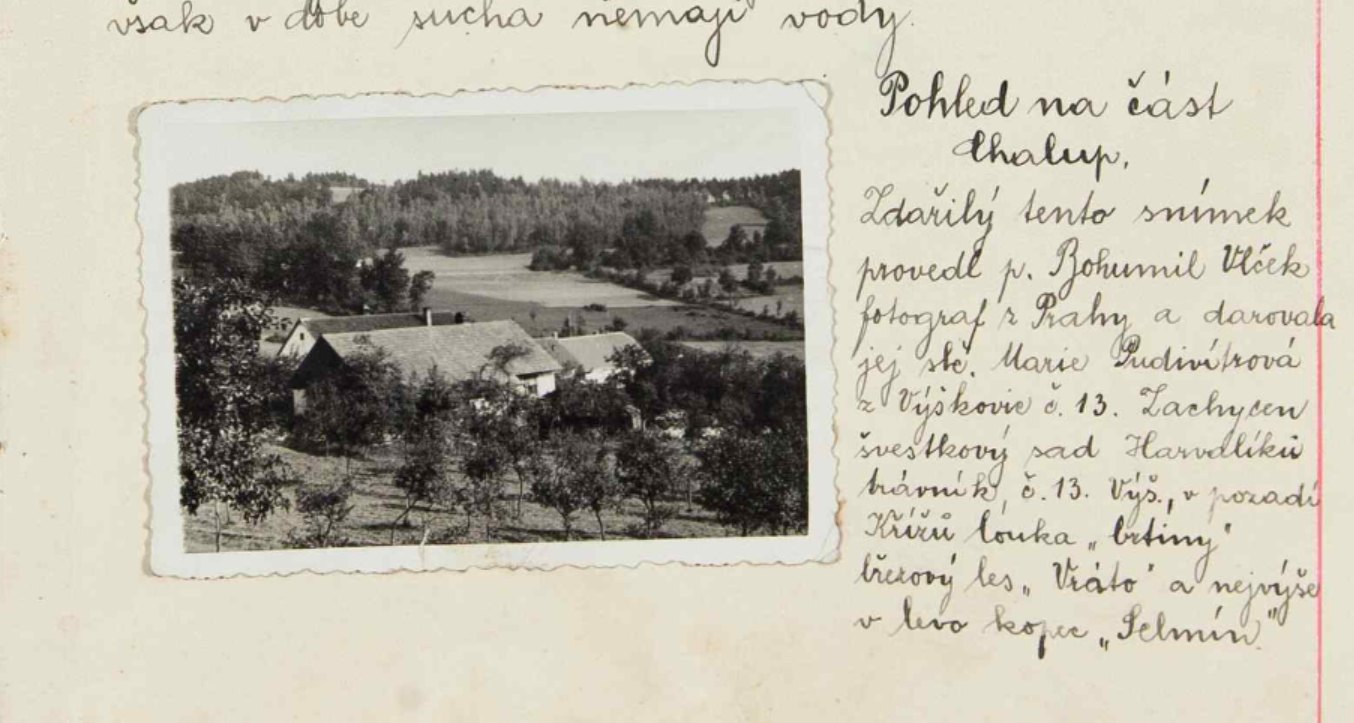 však v době sucha nemají vody.
Pohled na část
Chalup.
Zdařilý tento snímek
provedl p. Bohumil Vlček
fotograf z Prahy a darovala
jej slč. Marie Pudivítrová
z Výškovic č. 13. Zachycen
švestkový sad Harvalíků
trávník, č. 13. Výš., v pozadí
Křížů louka „brtiny"
březový les „Vráto" a nejvýše
v levo kopec „Selmín."